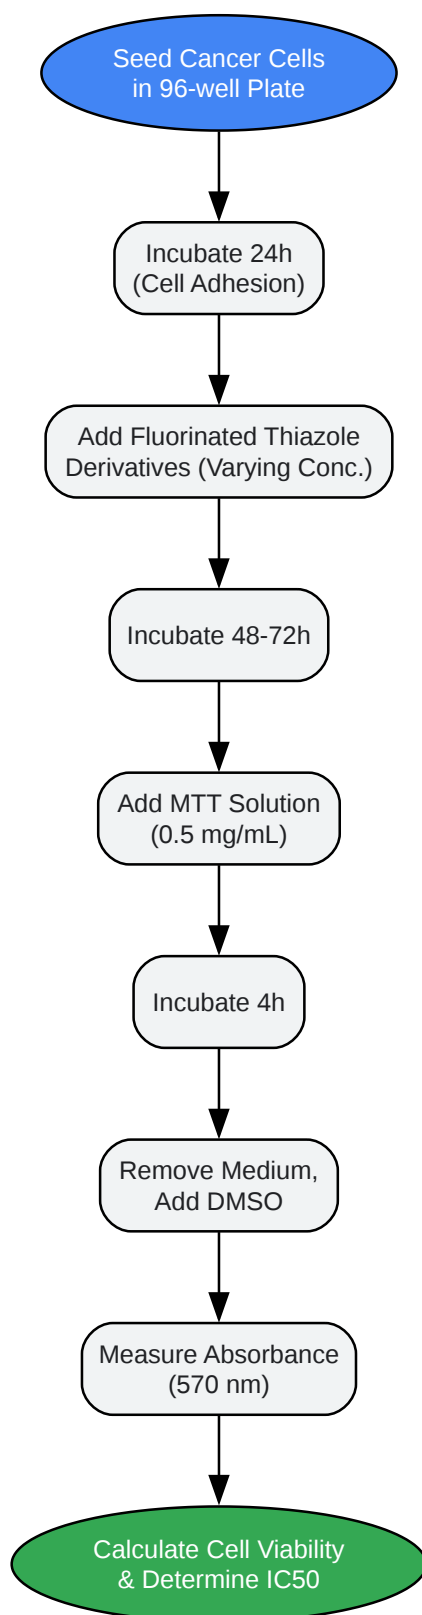 Seed Cancer Cells
in 96-well Plate
Incubate 24h
(Cell Adhesion)
Add Fluorinated Thiazole
Derivatives (Varying Conc.)
Incubate 48-72h
Add MTT Solution
(0.5 mg/mL)
Incubate 4h
Remove Medium,
Add DMSO
Measure Absorbance
(570 nm)
Calculate Cell Viability
& Determine IC50